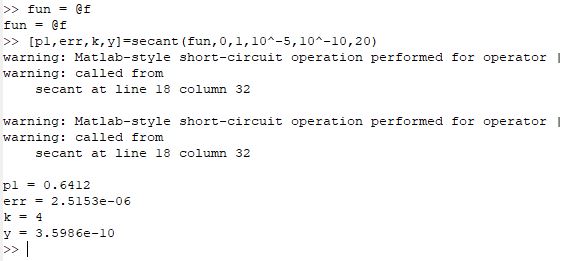 >> fun = @f
fun = @f
>> [p1,err,k,y]=secant(fun,0,1,10^-5,10^-10,20)
warning: Matlab-style short-circuit operation performed for operator |
warning: called from
    secant at line 18 column 32

warning: Matlab-style short-circuit operation performed for operator |
warning: called from
    secant at line 18 column 32

p1 = 0.6412
err = 2.5153e-06
k = 4
y = 3.5986e-10
>> |